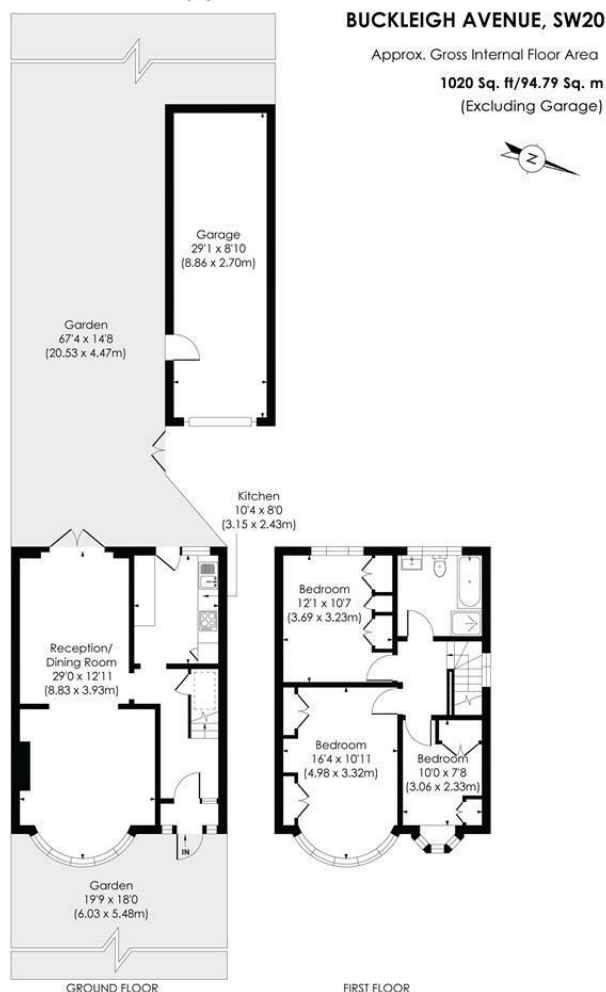 BUCKLEIGH AVENUE, SW20
Approx. Gross Internal Floor Area
1020 Sq. ft/94.79 Sq. m
(Excluding Garage)
N
Garage
29'1 x 8'10
(8.86 x 2.70m)
Garden
67'4 x 14'8
(20.53 x 4.47m)
Kitchen
10'4 x 8'0
(3.15 x 2.43m)
Reception/
Dining Room
29'0 x 12'11
(8.83 x 3.93m)
IN
Garden
19'9 x 18'0
(6.03 x 5.48m)
GROUND FLOOR
Bedroom
12'1 x 10'7
(3.69 x 3.23m)
Bedroom
16'4 x 10'11
(4.98 x 3.32m)
Bedroom
10'0 x 7'8
(3.06 x 2.33m)
FIRST FLOOR